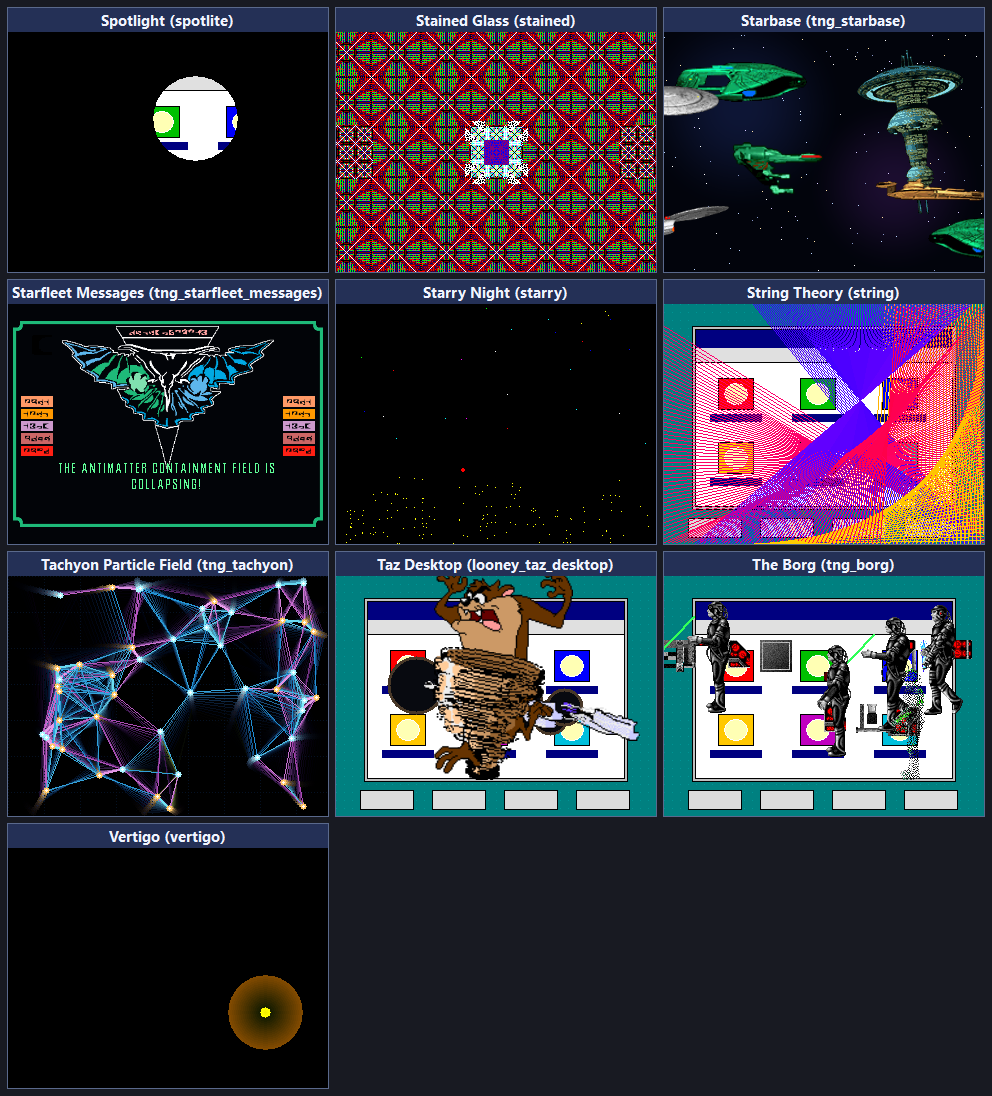 Spotlight (spotlite)
Stained Glass (stained)
Starbase (tng_starbase)
Starfleet Messages (tng_starfleet_messages)
Starry Night (starry)
String Theory (string)
THE ANTIMATTER CONTAINMENT FIELD IS
COLLAPSING!
Tachyon Particle Field (tng_tachyon)
Taz Desktop (looney_taz_desktop)
The Borg (tng_borg)
Vertigo (vertigo)